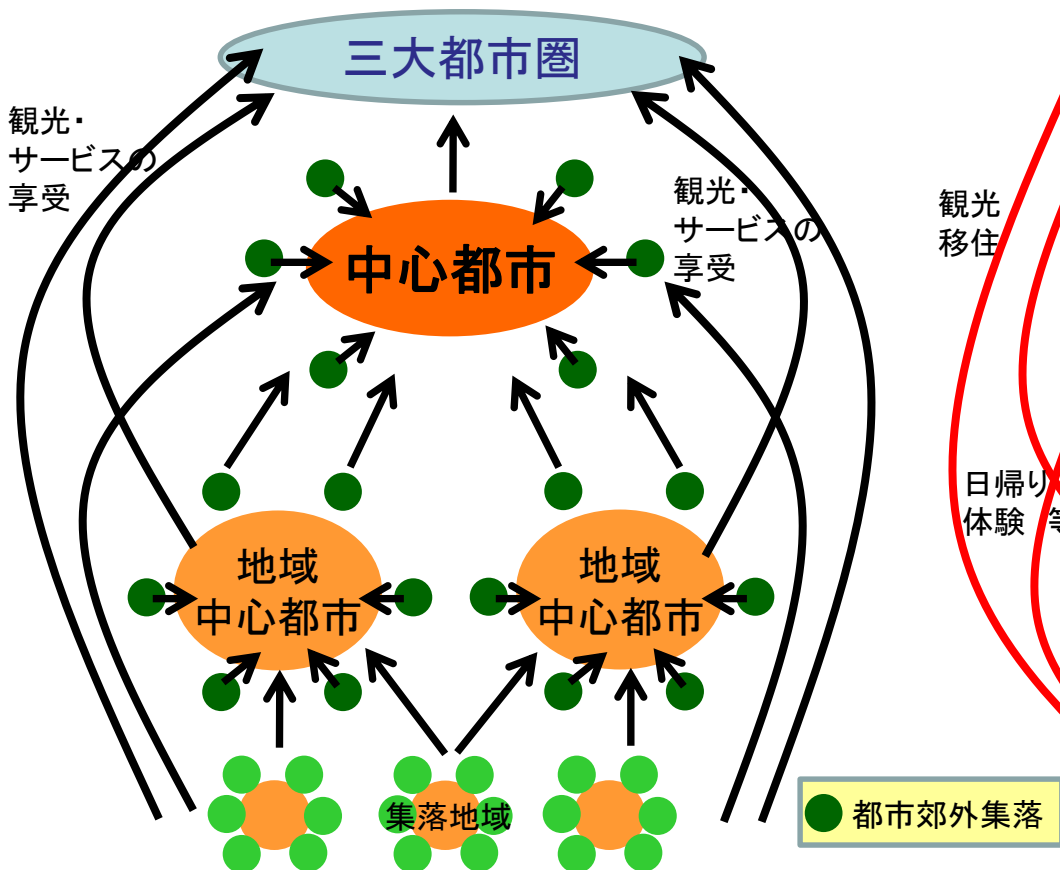 三大都市圏
観光・
サービスの
享受
観光・
サービスの
享受
中心都市
観光
移住
日帰り
体験 等
地域
中心都市
地域
中心都市
集落地域
都市郊外集落